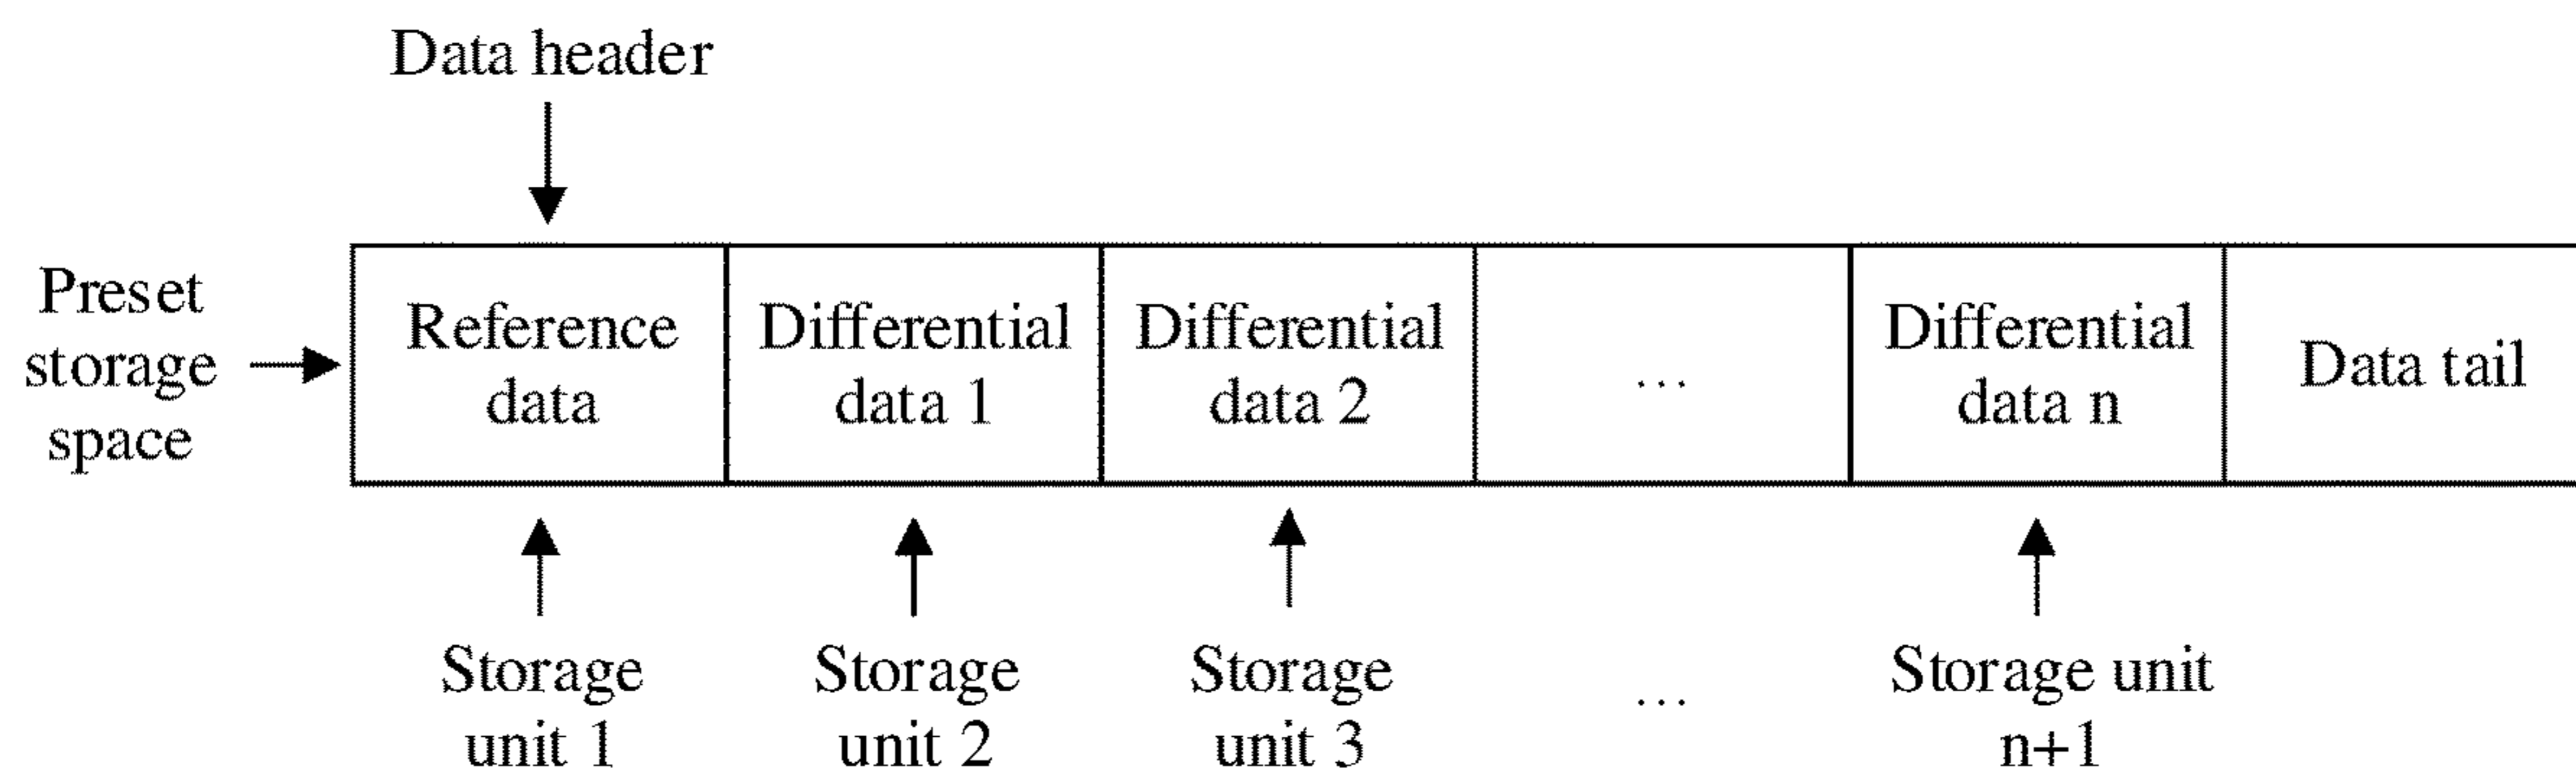 Data header
Preset
storage
space
Reference
data
Differential
data 1
Differential
data 2
...
Differential
data n
Data tail
Storage
unit 1
Storage
unit 2
Storage
unit 3
...
Storage unit
n+1